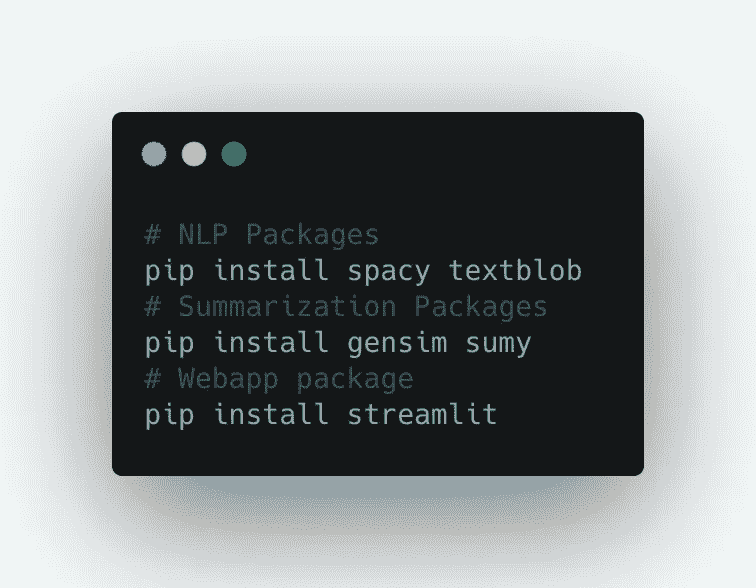 # NLP Packages
pip install spacy textblob
# Summarization Packages
pip install gensim sumy
# Webapp package
pip install streamlit